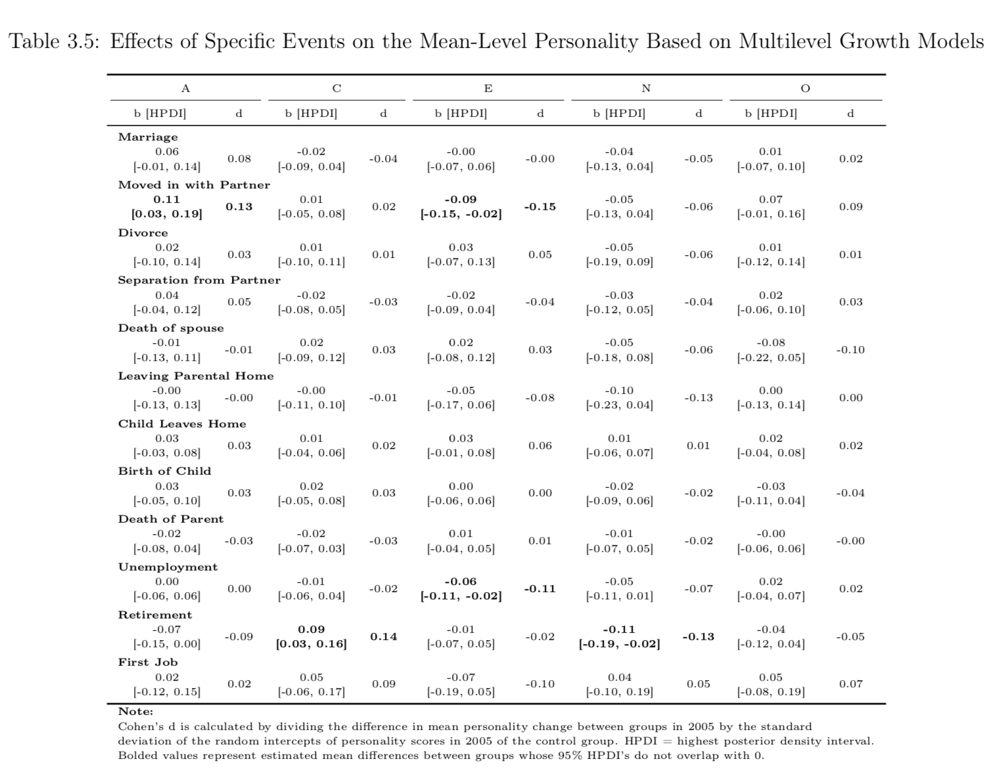 Table 3.5: Effects of Specific Events on the Mean-Level Personality Based on Multilevel Growth Models
A C E N O
b [HPDI] d b [HPDI] d b [HPDI] d b [HPDI] d b [HPDI] d
Marriage
0.06 -0.02 -0.00 -0.04 0.01
0.08 -0.04 -0.00 -0.05 0.02
[-0.01, 0.14] [-0.09, 0.04] [-0.07, 0.06] [-0.13, 0.04] [-0.07, 0.10]
Moved in with Partner
0.11 0.01 -0.09 -0.05 0.07
0.13 0.02 -0.15 -0.06 0.09
[0.03, 0.19] [-0.05, 0.08] [-0.15, -0.02] [-0.13, 0.04] [-0.01, 0.16]
Divorce
0.02 0.01 0.03 -0.05 0.01
0.03 0.01 0.05 -0.06 0.01
[-0.10, 0.14] [-0.10, 0.11] [-0.07, 0.13] [-0.19, 0.09] [-0.12, 0.14]
Separation from Partner
0.04 -0.02 -0.02 -0.03 0.02
0.05 -0.03 -0.04 -0.04 0.03
[-0.04, 0.12] [-0.08, 0.05] [-0.09, 0.04] [-0.12, 0.05] [-0.06, 0.10]
Death of spouse
-0.01 0.02 0.02 -0.05 -0.08
-0.01 0.03 0.03 -0.06 -0.10
[-0.13, 0.11] [-0.09, 0.12] [-0.08, 0.12] [-0.18, 0.08] [-0.22, 0.05]
Leaving Parental Home
-0.00 -0.00 -0.05 -0.10 0.00
-0.00 -0.01 -0.08 -0.13 0.00
[-0.13, 0.13] [-0.11, 0.10] [-0.17, 0.06] [-0.23, 0.04] [-0.13, 0.14]
Child Leaves Home
0.03 0.01 0.03 0.01 0.02
0.03 0.02 0.06 0.01 0.02
[-0.03, 0.08] [-0.04, 0.06] [-0.01, 0.08] [-0.06, 0.07] [-0.04, 0.08]
Birth of Child
0.03 0.02 0.00 -0.02 -0.03
0.03 0.03 0.00 -0.02 -0.04
[-0.05, 0.10] [-0.05, 0.08] [-0.06, 0.06] [-0.09, 0.06] [-0.11, 0.04]
Death of Parent
-0.02 -0.02 0.01 -0.01 -0.00
-0.03 -0.03 0.01 -0.02 -0.00
[-0.08, 0.04] [-0.07, 0.03] [-0.04, 0.05] [-0.07, 0.05] [-0.06, 0.06]
Unemployment
0.00 -0.01 -0.06 -0.05 0.02
0.00 -0.02 -0.11 -0.07 0.02
[-0.06, 0.06] [-0.06, 0.04] [-0.11, -0.02] [-0.11, 0.01] [-0.04, 0.07]
Retirement
-0.07 0.09 -0.01 -0.11 -0.04
-0.09 0.14 -0.02 -0.13 -0.05
[-0.15, 0.00] [0.03, 0.16] [-0.07, 0.05] [-0.19, -0.02] [-0.12, 0.04]
First Job
0.02 0.05 -0.07 0.04 0.05
0.02 0.09 -0.10 0.05 0.07
[-0.12, 0.15] [-0.06, 0.17] [-0.19, 0.05] [-0.10, 0.19] [-0.08, 0.19]
Note:
Cohen's d is calculated by dividing the difference in mean personality change between groups in 2005 by the standard
deviation of the random intercepts of personality scores in 2005 of the control group. HPDI = highest posterior density interval.
Bolded values represent estimated mean differences between groups whose 95% HPDI's do not overlap with 0.